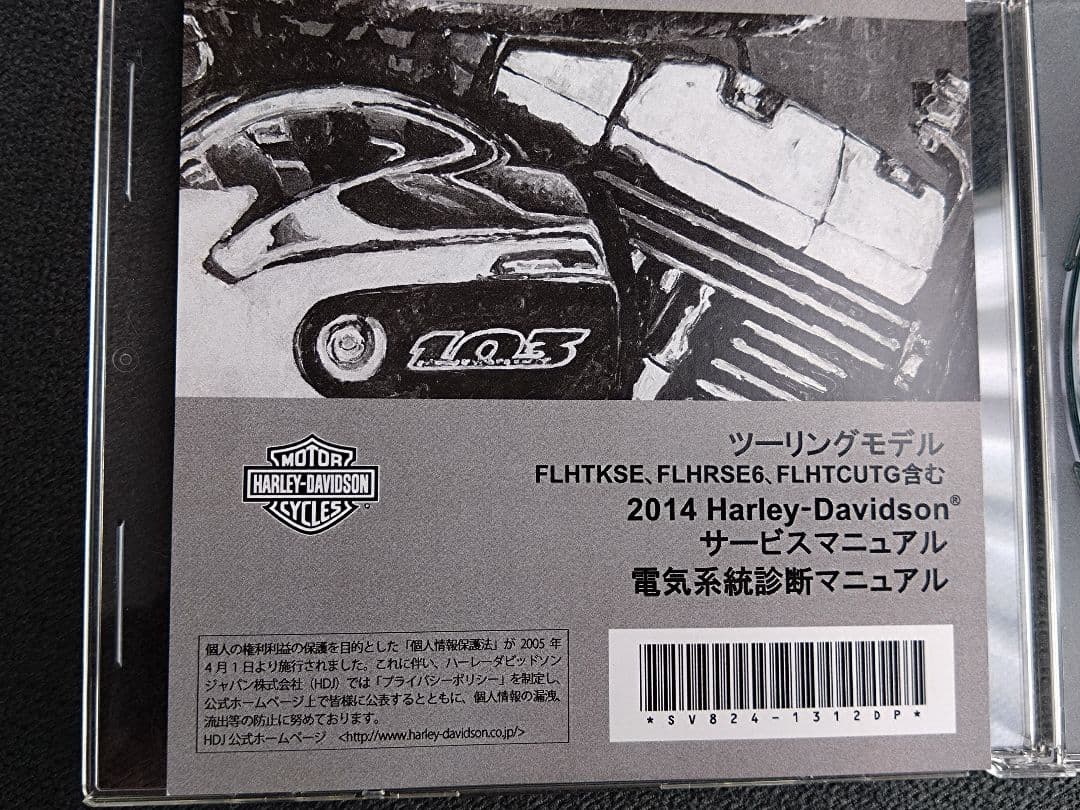 103
MOTOR
HARLEY-DAVIDSON
CYCLES
ツーリングモデル
FLHTKSE、FLHRSE6、FLHTCUTG含む
2014 Harley-Davidson®
サービスマニュアル
電気系統診断マニュアル
個人の権利利益の保護を目的とした「個人情報保護法」が 2005 年
4 月 1 日より施行されました。これに伴い、ハーレーダビッドソン
ジャパン株式会社（HDJ）では「プライバシーポリシー」を制定し、
公式ホームページ上で皆様に公表するとともに、個人情報の漏洩、
流出等の防止に努めております。
HDJ 公式ホームページ <http://www.harley-davidson.co.jp/>
*SV824-1312DP*